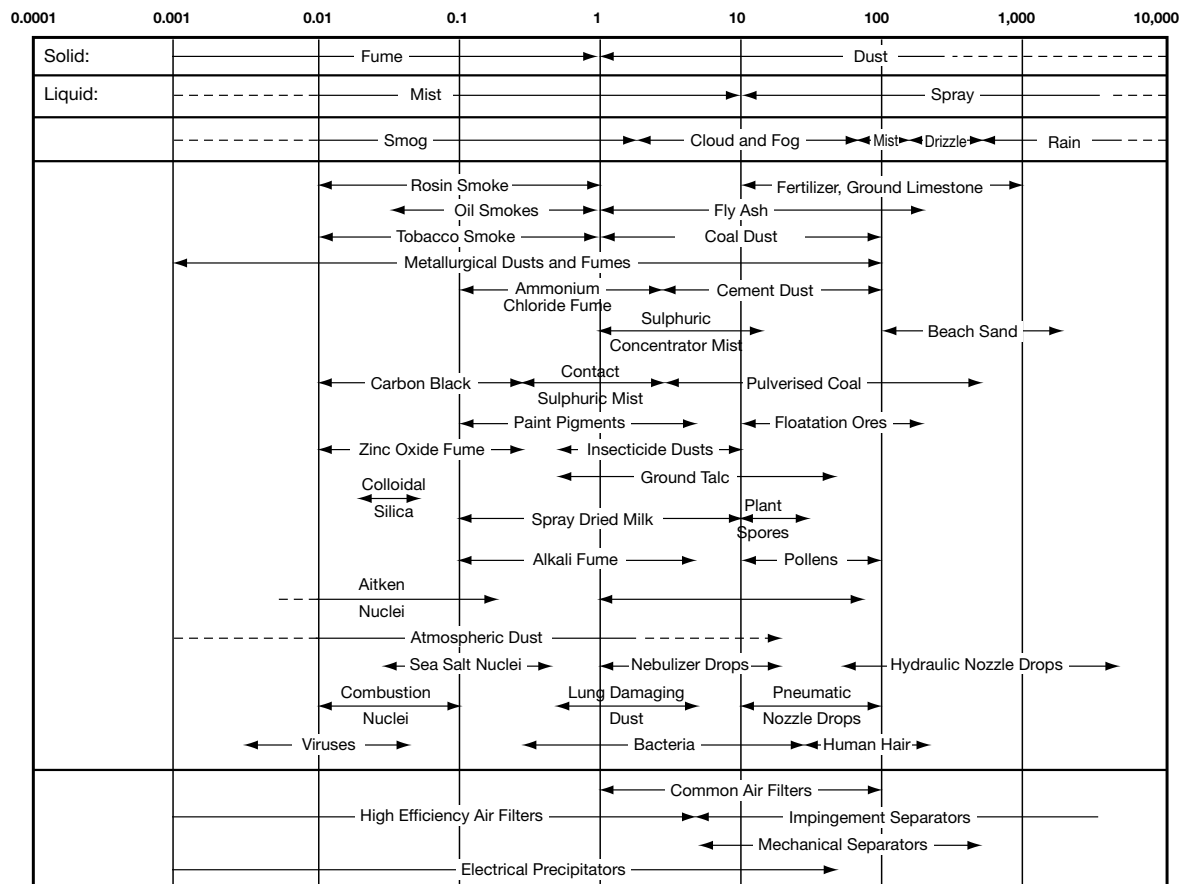 0.0001 0.001 0.01 0.1 1 10 100 1,000 10,000
Solid: Fume Dust
Liquid: Mist Spray
Smog Cloud and Fog Mist Drizzle Rain
Rosin Smoke Fertilizer, Ground Limestone
Oil Smokes Fly Ash
Tobacco Smoke Coal Dust
Metallurgical Dusts and Fumes
Ammonium
Chloride Fume
Cement Dust
Sulphuric
Concentrator Mist
Beach Sand
Carbon Black
Contact
Sulphuric Mist
Pulverised Coal
Paint Pigments Floatation Ores
Zinc Oxide Fume Insecticide Dusts
Ground Talc
Colloidal
Silica
Spray Dried Milk
Plant
Spores
Alkali Fume Pollens
Aitken
Nuclei
Atmospheric Dust
Sea Salt Nuclei Nebulizer Drops Hydraulic Nozzle Drops
Combustion
Nuclei
Lung Damaging
Dust
Pneumatic
Nozzle Drops
Viruses Bacteria Human Hair
Common Air Filters
High Efficiency Air Filters Impingement Separators
Mechanical Separators
Electrical Precipitators